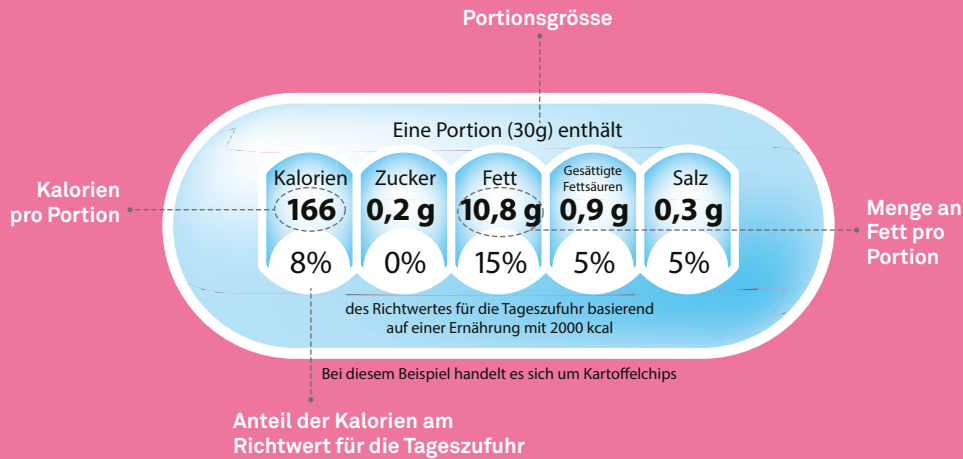 Portionsgrösse
Eine Portion (30g) enthält
Kalorien
pro Portion
Kalorien
166
8%
Zucker
0,2 g
0%
Fett
10,8 g
15%
Gesättigte
Fettsäuren
0,9 g
5%
Salz
0,3 g
5%
Menge an
Fett pro
Portion
des Richtwertes für die Tageszufuhr basierend
auf einer Ernährung mit 2000 kcal
Bei diesem Beispiel handelt es sich um Kartoffelchips
Anteil der Kalorien am
Richtwert für die Tageszufuhr